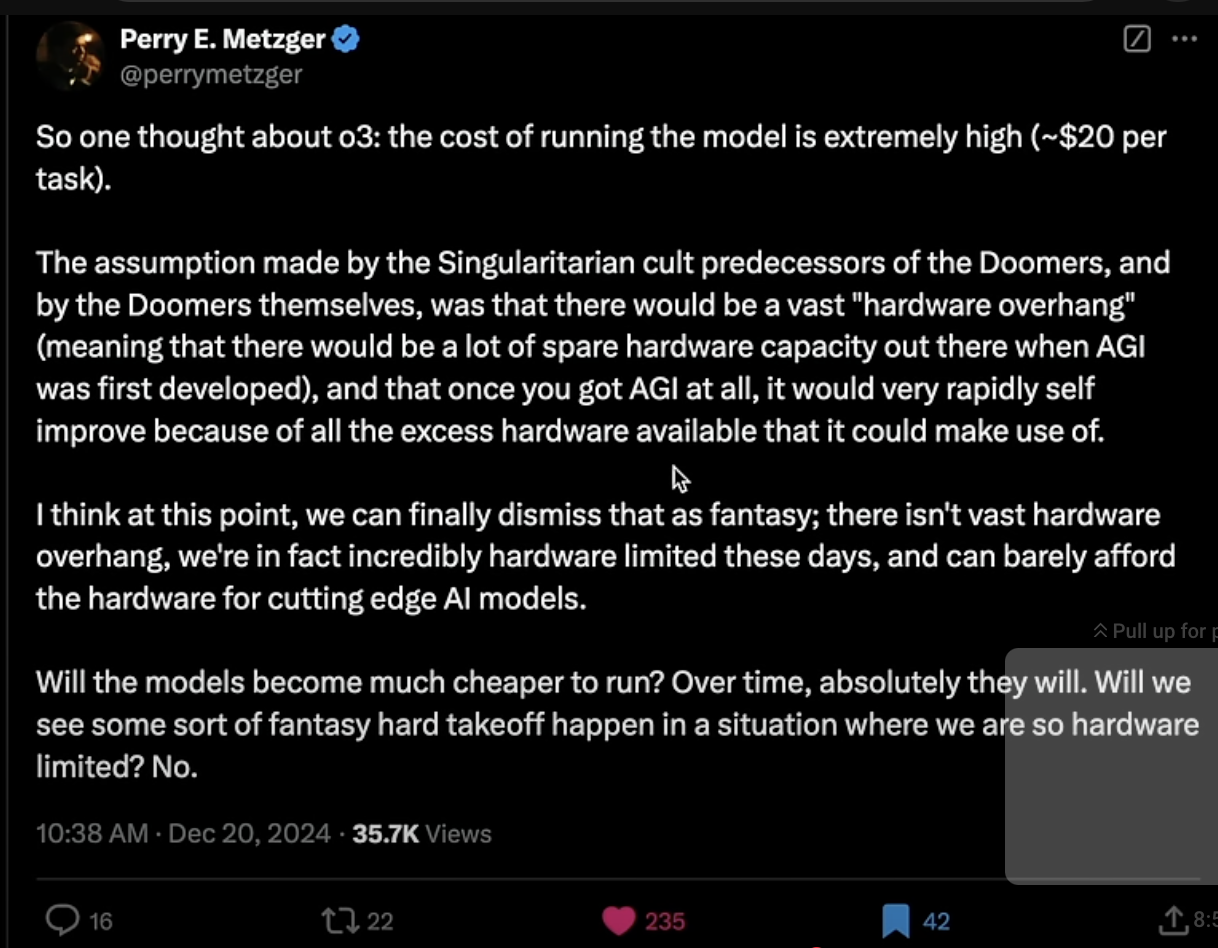 Perry E. Metzger
@perrymetzger
So one thought about o3: the cost of running the model is extremely high (~$20 per
task).
The assumption made by the Singularitarian cult predecessors of the Doomers, and
by the Doomers themselves, was that there would be a vast "hardware overhang"
(meaning that there would be a lot of spare hardware capacity out there when AGI
was first developed), and that once you got AGI at all, it would very rapidly self
improve because of all the excess hardware available that it could make use of.
I think at this point, we can finally dismiss that as fantasy; there isn't vast hardware
overhang, we're in fact incredibly hardware limited these days, and can barely afford
the hardware for cutting edge AI models.
Pull up for
Will the models become much cheaper to run? Over time, absolutely they will. Will we
see some sort of fantasy hard takeoff happen in a situation where we are so hardware
limited? No.
10:38 AM · Dec 20, 2024 · 35.7K Views
16 22 235 42